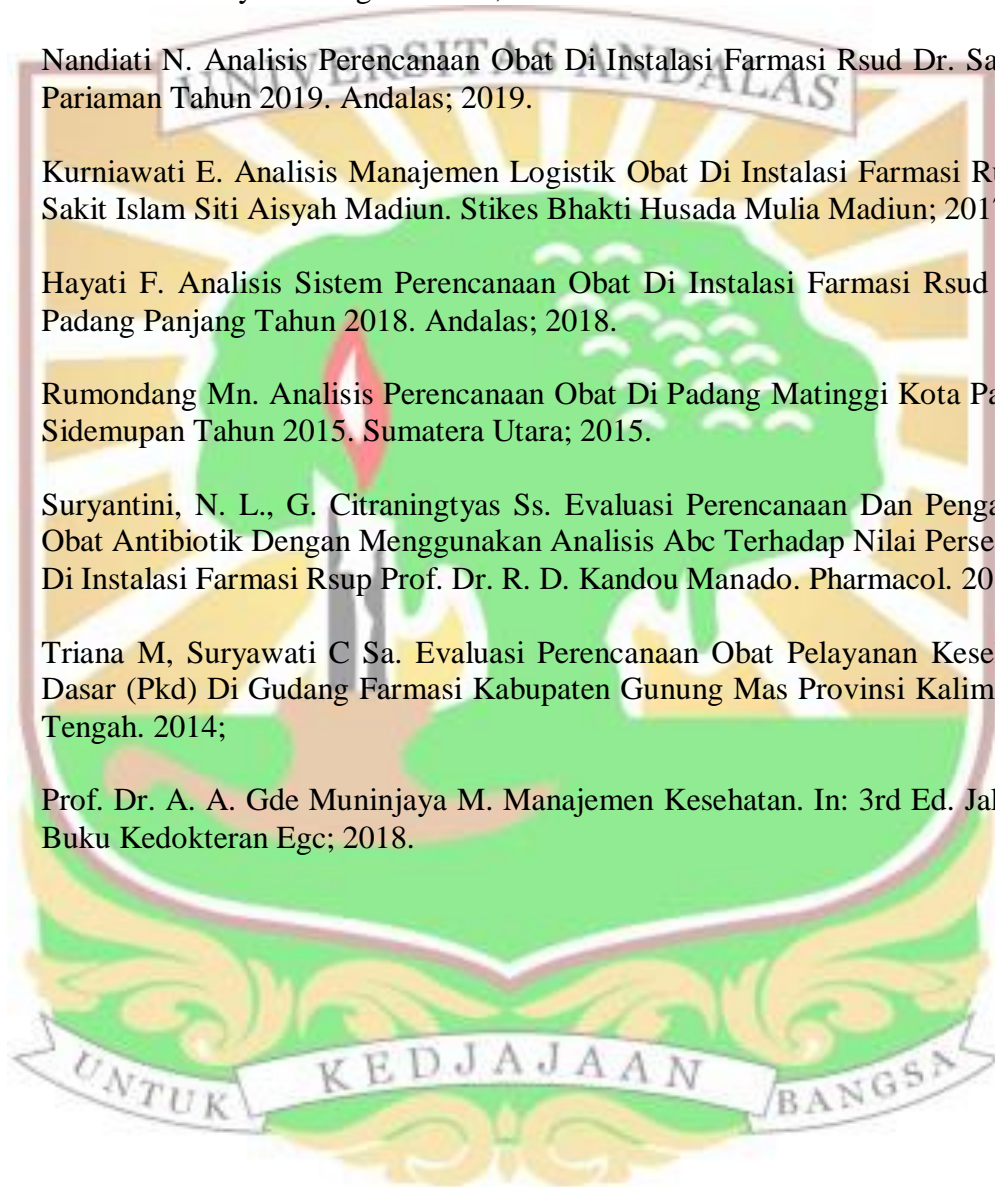 UNIVERSITAS ANDALAS
Nandiati N. Analisis Perencanaan Obat Di Instalasi Farmasi Rsud Dr. Sa
Pariaman Tahun 2019. Andalas; 2019.
Kurniawati E. Analisis Manajemen Logistik Obat Di Instalasi Farmasi Ru
Sakit Islam Siti Aisyah Madiun. Stikes Bhakti Husada Mulia Madiun; 201
Hayati F. Analisis Sistem Perencanaan Obat Di Instalasi Farmasi Rsud
Padang Panjang Tahun 2018. Andalas; 2018.
Rumondang Mn. Analisis Perencanaan Obat Di Padang Matinggi Kota Pa
Sidemupan Tahun 2015. Sumatera Utara; 2015.
Suryantini, N. L., G. Citraningtyas Ss. Evaluasi Perencanaan Dan Penga
Obat Antibiotik Dengan Menggunakan Analisis Abc Terhadap Nilai Perse
Di Instalasi Farmasi Rsup Prof. Dr. R. D. Kandou Manado. Pharmacol. 20
Triana M, Suryawati C Sa. Evaluasi Perencanaan Obat Pelayanan Kese
Dasar (Pkd) Di Gudang Farmasi Kabupaten Gunung Mas Provinsi Kalim
Tengah. 2014;
Prof. Dr. A. A. Gde Muninjaya M. Manajemen Kesehatan. In: 3rd Ed. Jak
Buku Kedokteran Egc; 2018.
UNTUK KEDJAJAAN BANGSA